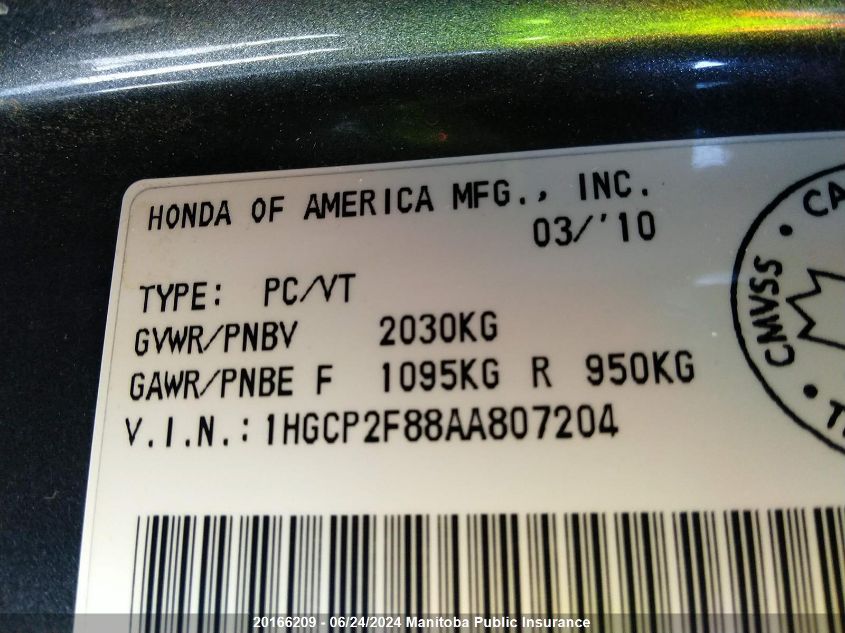 HONDA OF AMERICA MFG., INC.
03/'10
TYPE: PC/VT
GVWR/PNBV 2030KG
GAWR/PNBE F 1095KG R 950KG
V.I.N.: 1HGCP2F88AA807204
CMVSS · CA
20166209 - 06/24/2024 Manitoba Public Insurance